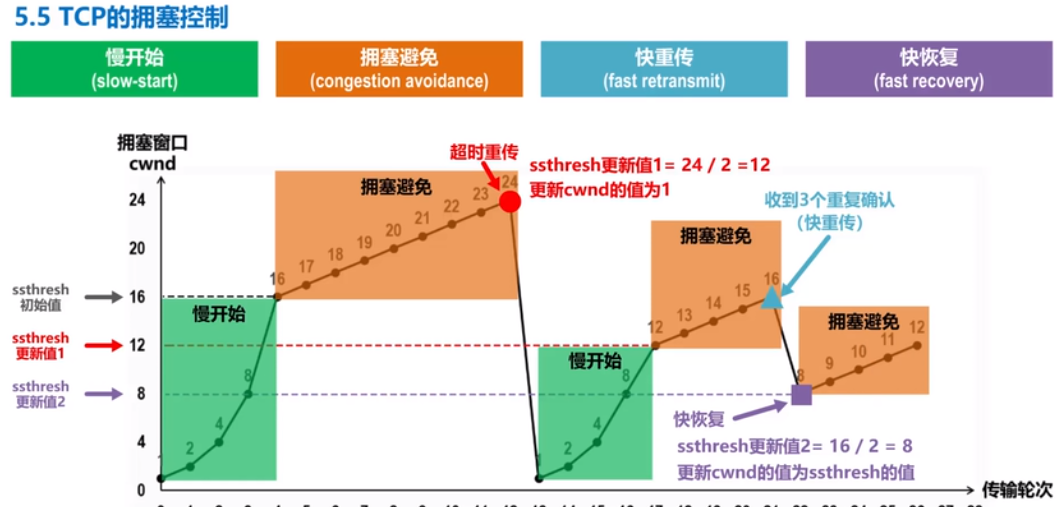 5.5 TCP的拥塞控制
慢开始
(slow-start)
拥塞避免
(congestion avoidance)
快重传
(fast retransmit)
快恢复
(fast recovery)
拥塞窗口
cwnd
超时重传
ssthresh更新值1= 24 / 2 =12
更新cwnd的值为1
收到3个重复确认
(快重传)
24
20
16
12
8
4
0
ssthresh
初始值
ssthresh
更新值1
ssthresh
更新值2
慢开始
2
4
8
拥塞避免
16
17
18
19
20
21
22
23
24
慢开始
2
4
8
拥塞避免
12
13
14
15
16
拥塞避免
8
9
10
11
12
快恢复
ssthresh更新值2= 16 / 2 = 8
更新cwnd的值为ssthresh的值
传输轮次